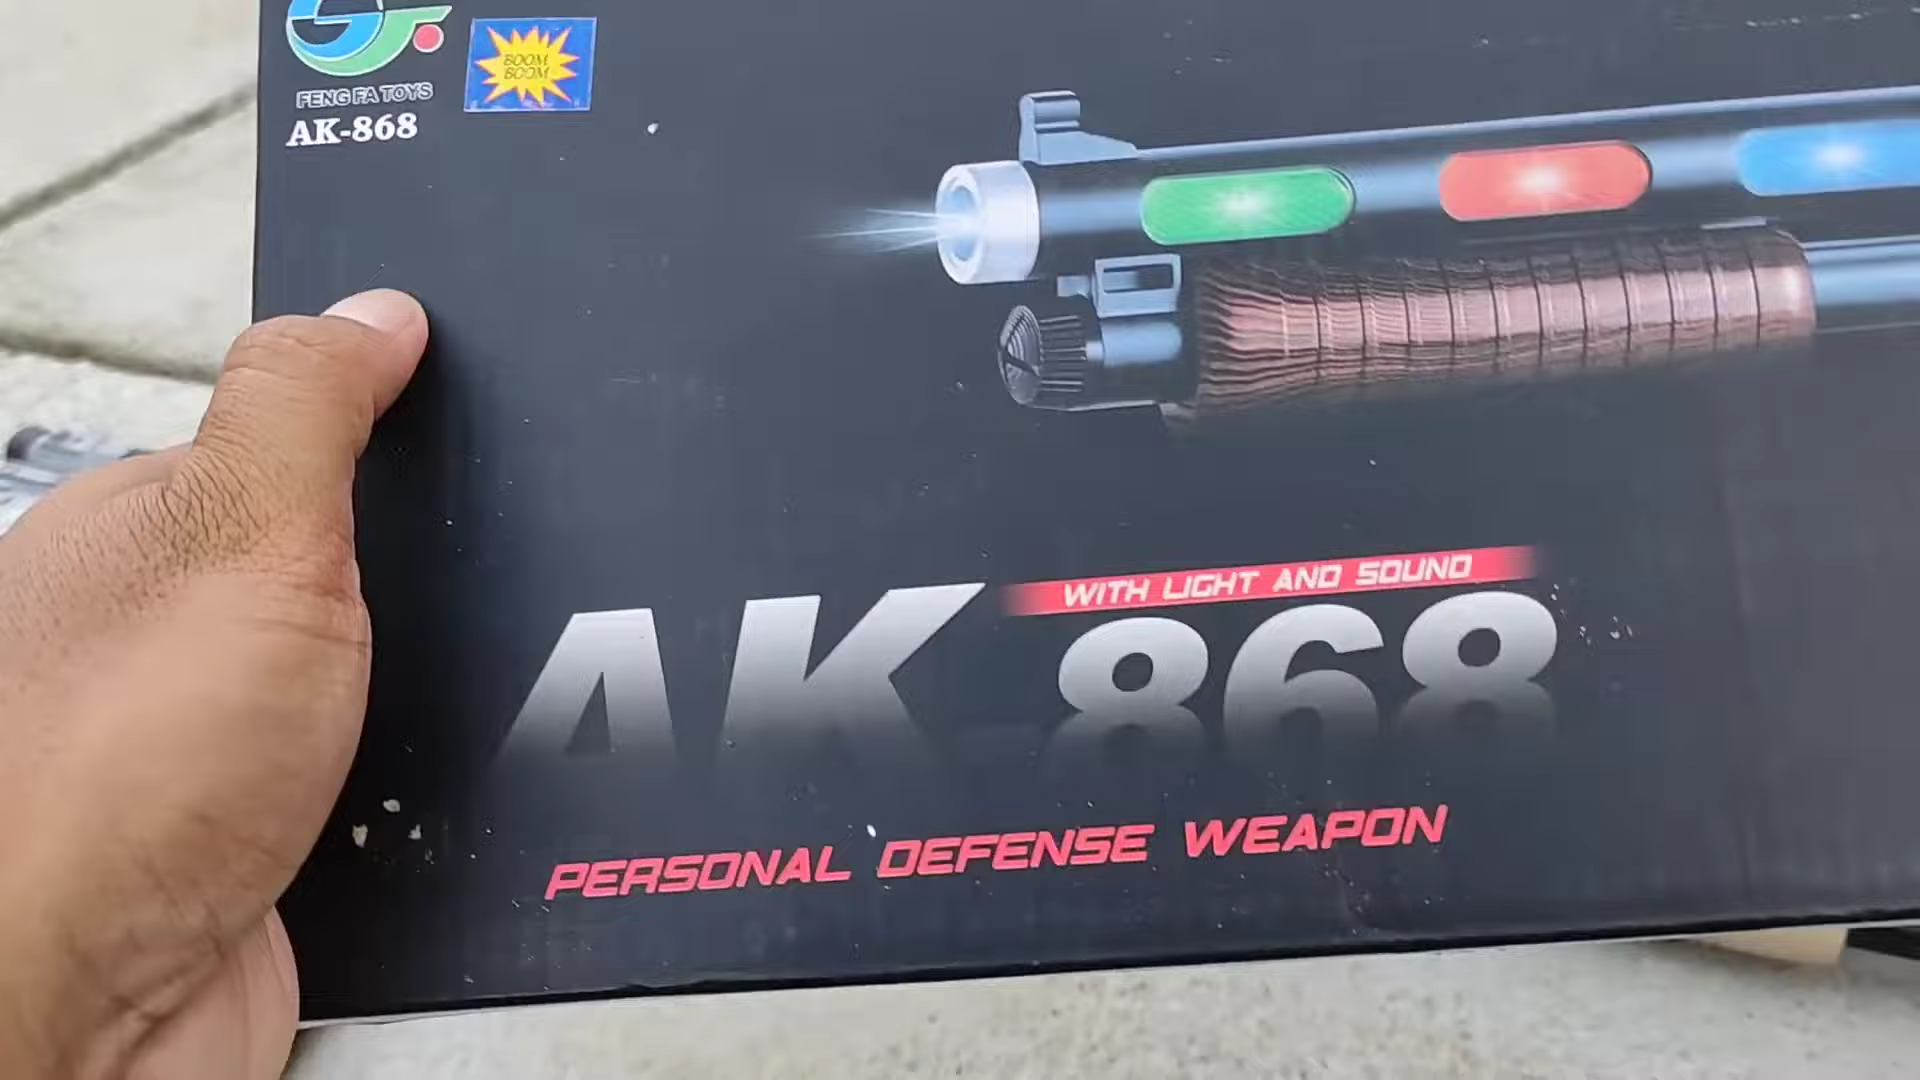 FENG FA TOYS
AK-868
BOOM
BOOM
WITH LIGHT AND SOUND
AK 868
PERSONAL DEFENSE WEAPON